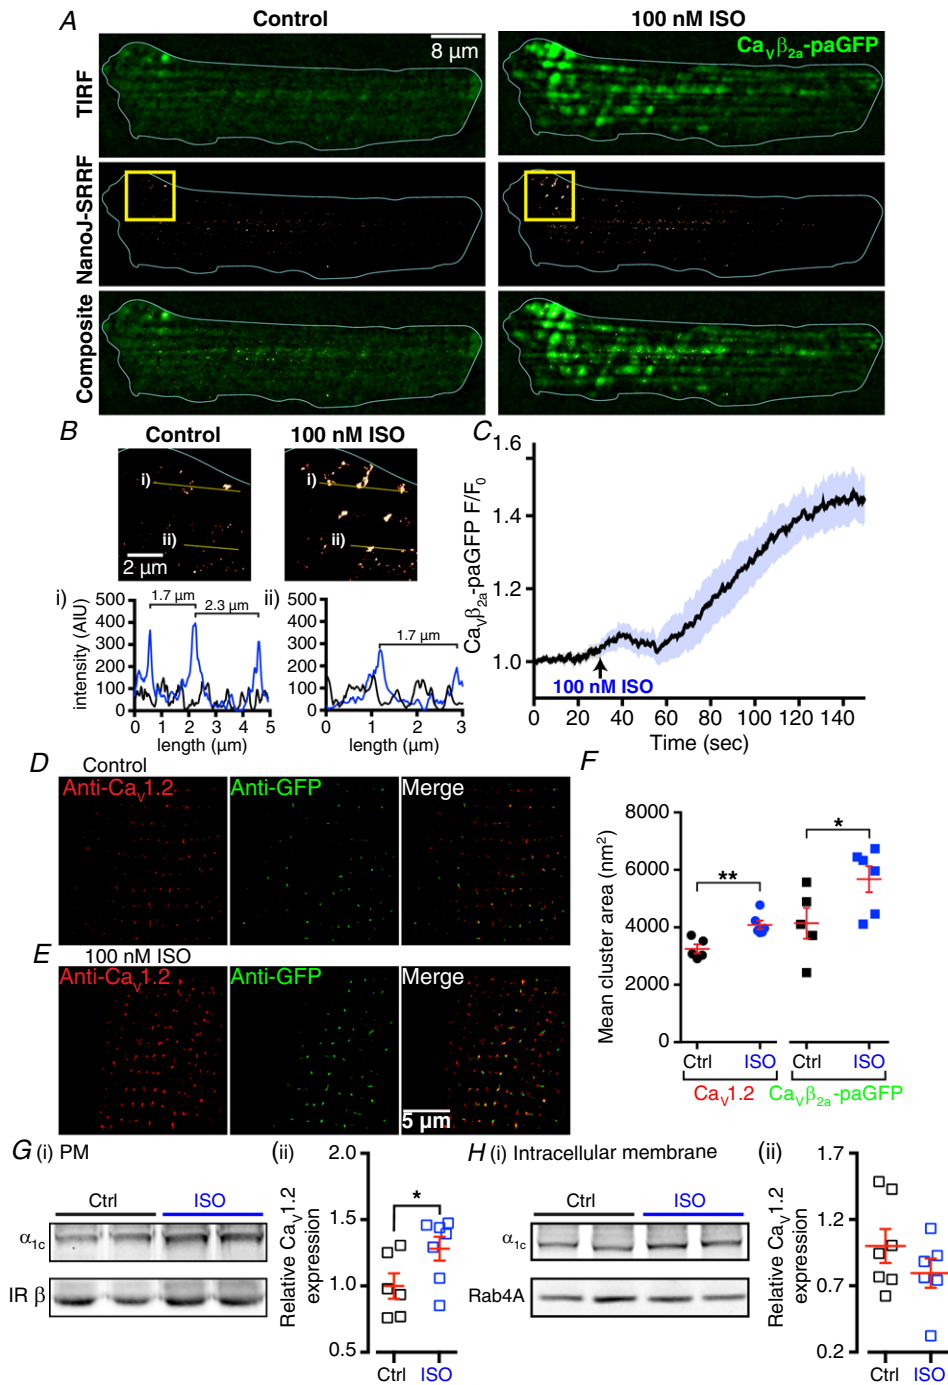 A Control 100 nM ISO
8 µm
CaVβ2a-paGFP
TIRF
NanoJ-SRRF
Composite
B Control 100 nM ISO
i)
ii)
2 µm
i)
ii)
i) intensity (AIU)
500
400
300
200
100
0
1.7 µm
2.3 µm
0 1 2 3 4 5
length (µm)
ii)
500
400
300
200
100
0
1.7 µm
0 1 2 3
length (µm)
C
CaVβ2a-paGFP F/F0
1.6
1.4
1.2
1.0
100 nM ISO
0 20 40 60 80 100 120 140
Time (sec)
D Control
Anti-CaV1.2 Anti-GFP Merge
E 100 nM ISO
Anti-CaV1.2 Anti-GFP Merge
5 µm
F
Mean cluster area (nm2)
8000
6000
4000
2000
0
**
*
Ctrl ISO Ctrl ISO
CaV1.2 CaVβ2a-paGFP
G (i) PM
Ctrl ISO
α1c
IR β
(ii)
Relative CaV1.2
expression
2.0
1.5
1.0
0.5
*
Ctrl ISO
H (i) Intracellular membrane
Ctrl ISO
α1c
Rab4A
(ii)
Relative CaV1.2
expression
1.7
1.2
0.7
0.2
Ctrl ISO